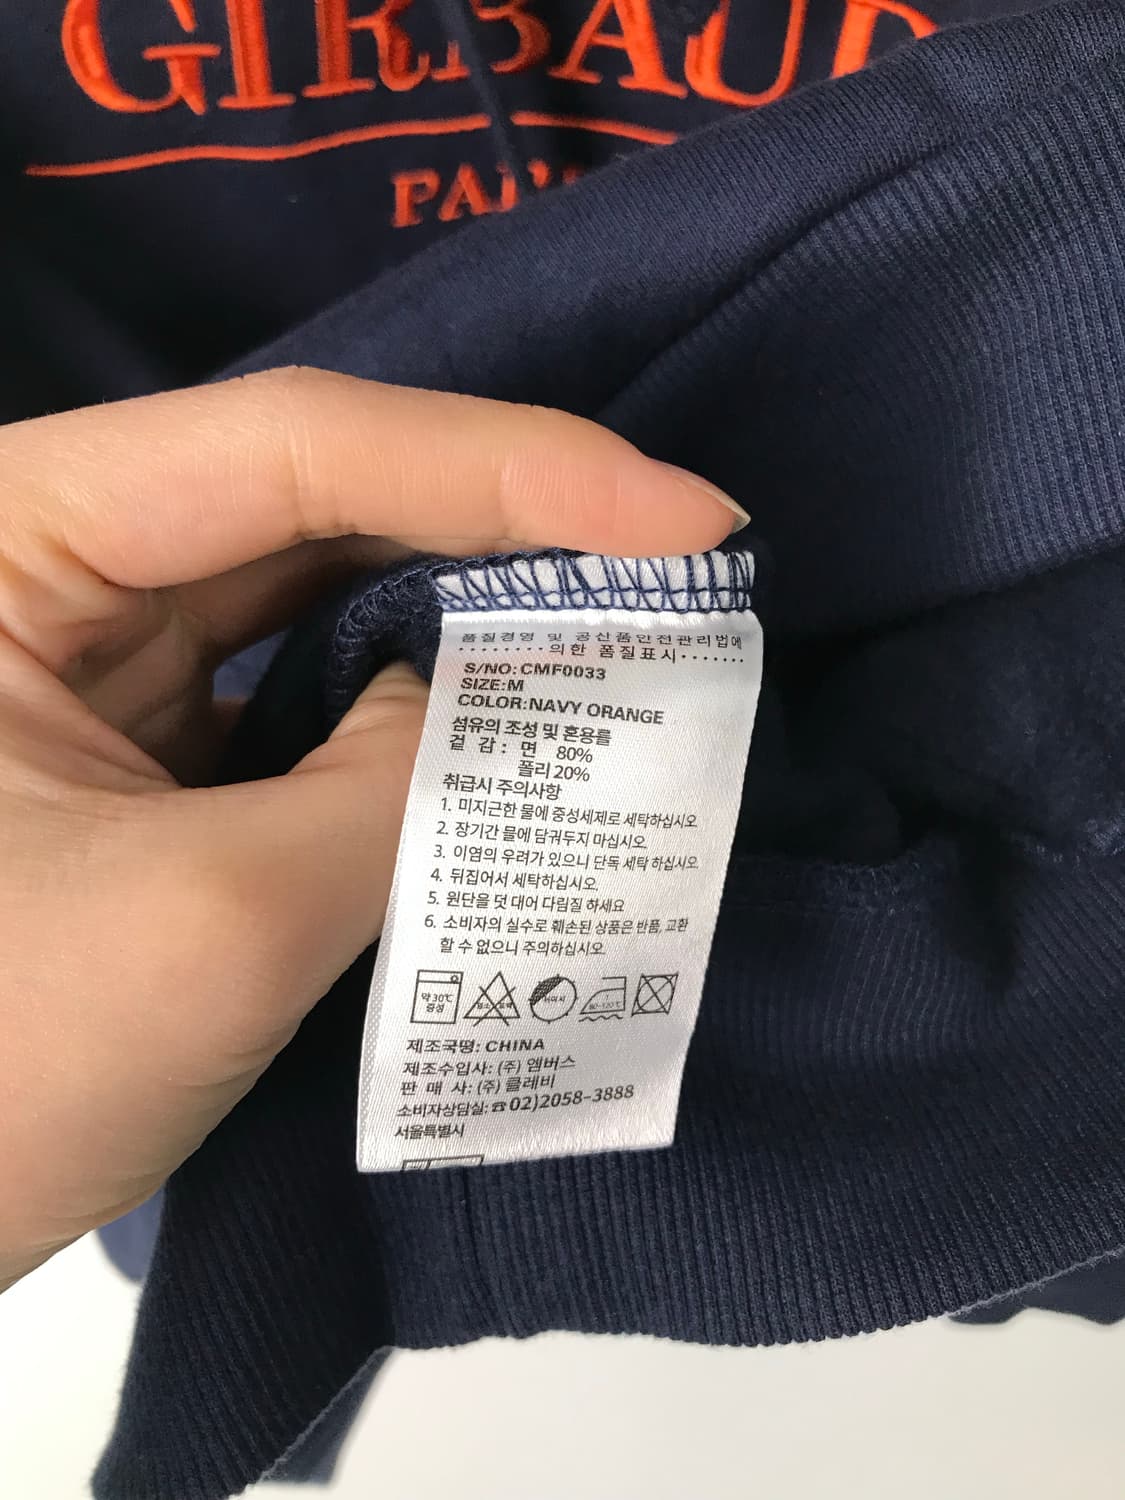 GIRBAUD
품질경영 및 공산품안전관리법에
········의한 품질표시·······
S/NO:CMF0033
SIZE:M
COLOR:NAVY ORANGE
섬유의 조성 및 혼용률
겉 감 : 면 80%
폴리 20%
취급시 주의사항
1. 미지근한 물에 중성세제로 세탁하십시오.
2. 장기간 물에 담궈두지 마십시오.
3. 이염의 우려가 있으니 단독 세탁 하십시오.
4. 뒤집어서 세탁하십시오.
5. 원단을 덧 대어 다림질 하세요
6. 소비자의 실수로 훼손된 상품은 반품, 교환
할 수 없으니 주의하십시오.
약 30℃
중성
제조국명: CHINA
제조수입사: (주) 앰버스
판 매 사: (주) 클레비
소비자상담실: ☎02)2058-3888
서울특별시